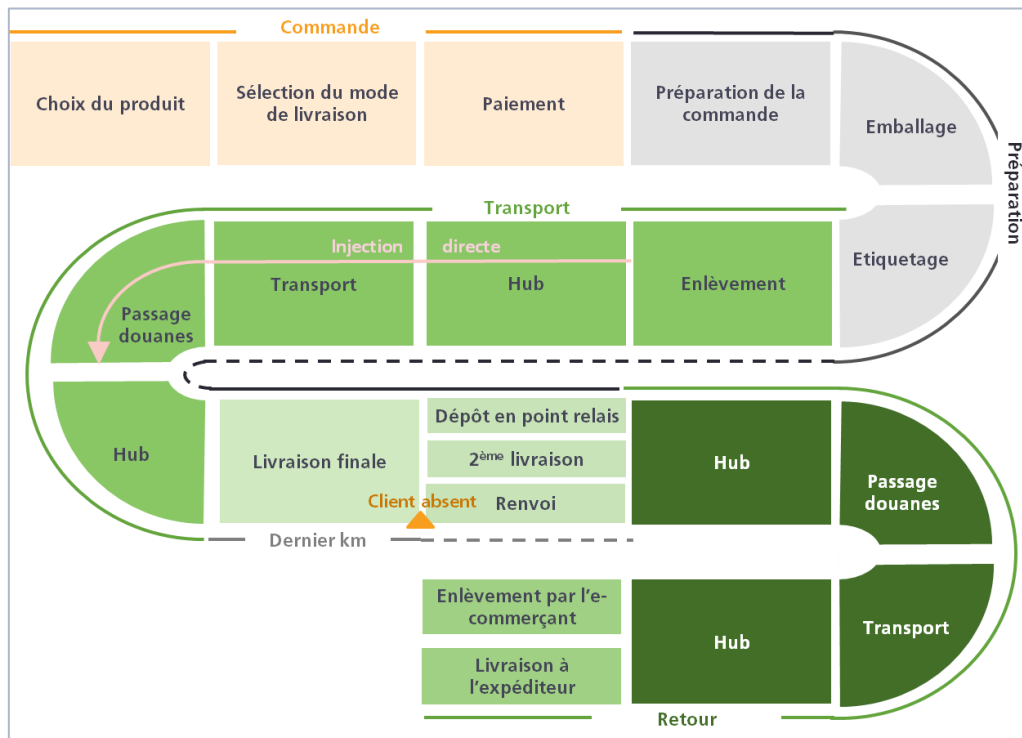 Commande
Choix du produit
Sélection du mode
de livraison
Paiement
Préparation de la
commande
Emballage
Préparation
Etiquetage
Transport
Injection directe
Enlèvement
Hub
Transport
Passage
douanes
Hub
Livraison finale
Dépôt en point relais
2ème livraison
Renvoi
Client absent
Dernier km
Hub
Passage
douanes
Transport
Hub
Enlèvement par l’e-
commerçant
Livraison à
l’expéditeur
Retour